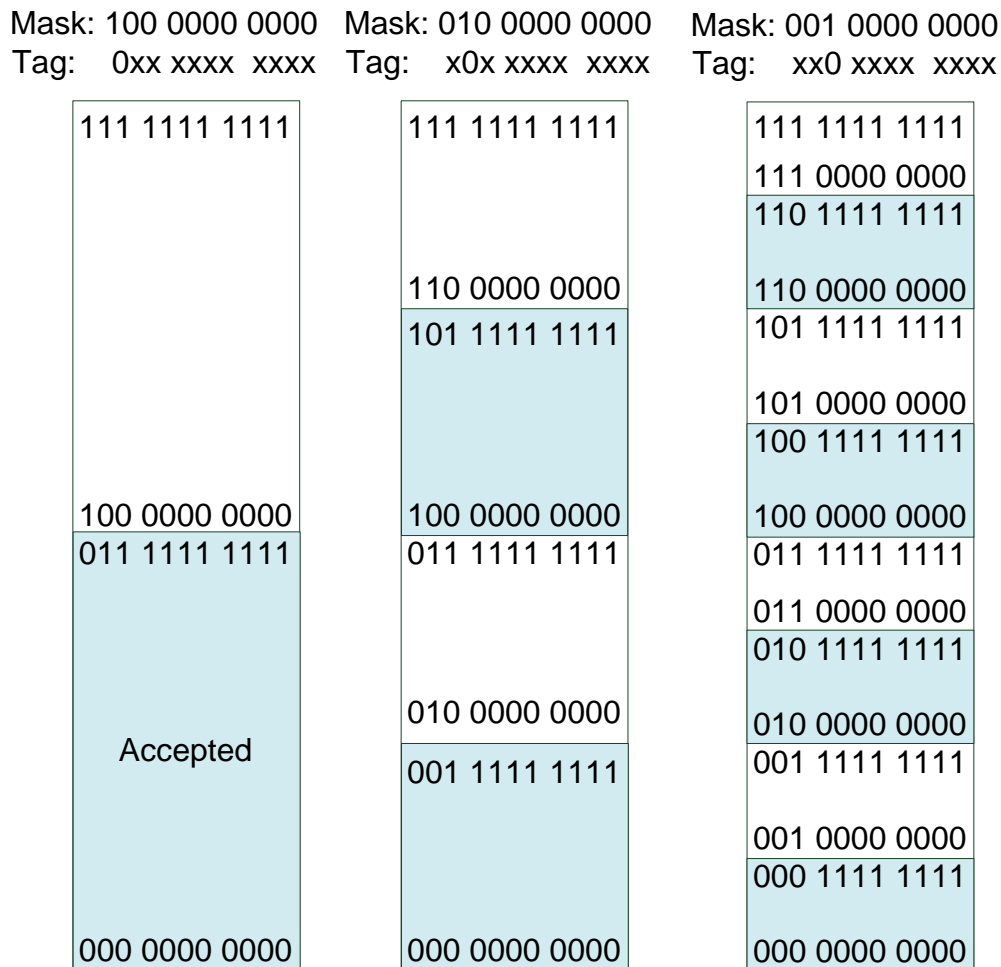 Mask: 100 0000 0000
Tag: 0xx xxxx xxxx
111 1111 1111
100 0000 0000
011 1111 1111
Accepted
000 0000 0000
Mask: 010 0000 0000
Tag: x0x xxxx xxxx
111 1111 1111
110 0000 0000
101 1111 1111
100 0000 0000
011 1111 1111
010 0000 0000
001 1111 1111
000 0000 0000
Mask: 001 0000 0000
Tag: xx0 xxxx xxxx
111 1111 1111
111 0000 0000
110 1111 1111
110 0000 0000
101 1111 1111
101 0000 0000
100 1111 1111
100 0000 0000
011 1111 1111
011 0000 0000
010 1111 1111
010 0000 0000
001 1111 1111
001 0000 0000
000 1111 1111
000 0000 0000